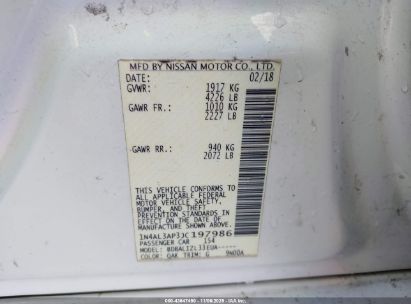 MFD BY NISSAN MOTOR CO., LTD.
DATE: 02/18
GVWR: 1917 KG
4226 LB
GAWR FR.: 1010 KG
2227 LB
GAWR RR.: 940 KG
2072 LB
THIS VEHICLE CONFORMS TO ALL
APPLICABLE FEDERAL MOTOR
VEHICLE SAFETY,
BUMPER, AND THEFT
PREVENTION STANDARDS IN
EFFECT ON THE DATE OF
MANUFACTURE SHOWN ABOVE.
1N4AL3AP3JC197986
PASSENGER CAR 154
MODEL:
COLOR: QAK TRIM: G